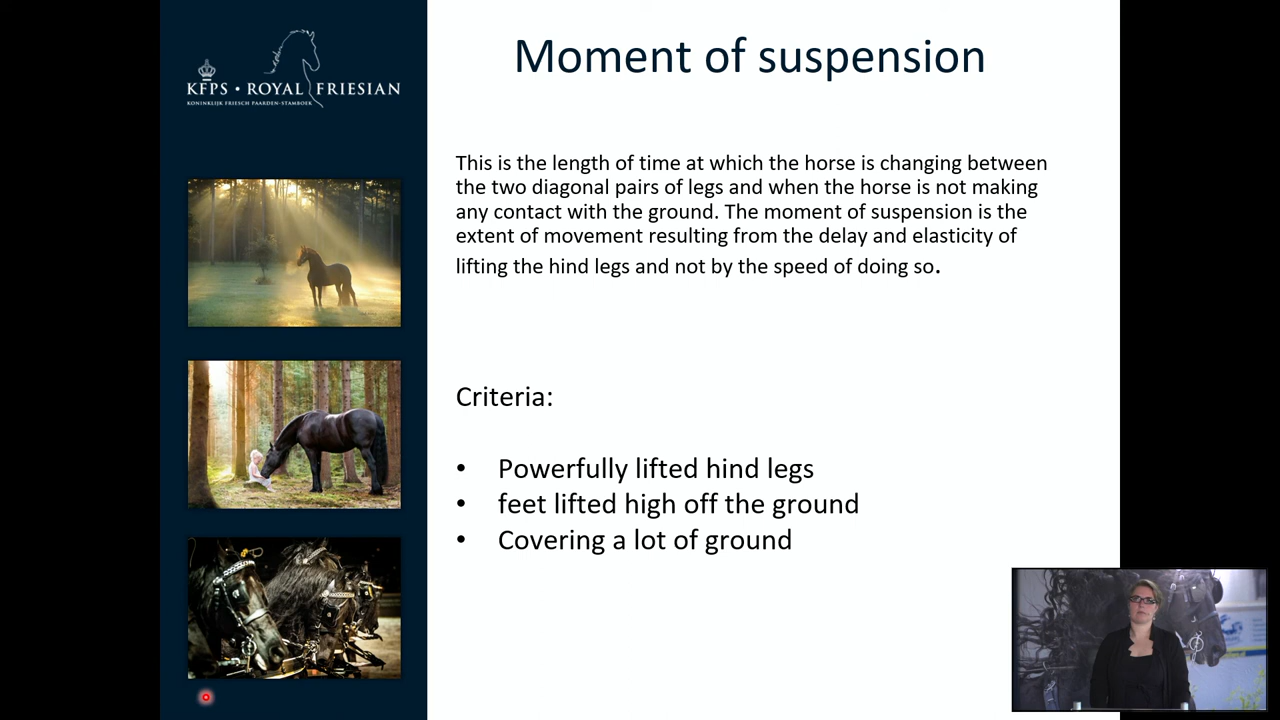 Moment of suspension
KFPS • ROYAL FRIESIAN
KONINKLIJK FRIESCH PAARDEN-STAMBOEK
This is the length of time at which the horse is changing between
the two diagonal pairs of legs and when the horse is not making
any contact with the ground. The moment of suspension is the
extent of movement resulting from the delay and elasticity of
lifting the hind legs and not by the speed of doing so.
Criteria:
• Powerfully lifted hind legs
• feet lifted high off the ground
• Covering a lot of ground